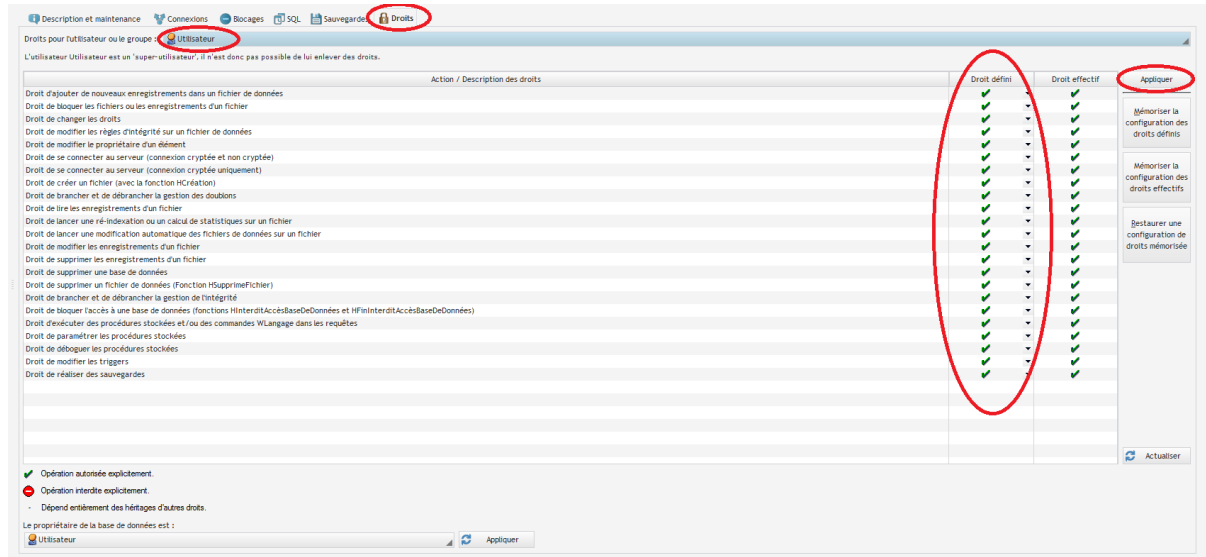 Description et maintenance Connexions Blocages SQL Sauvegardes Droits
Droits pour l'utilisateur ou le groupe : Utilisateur
L'utilisateur Utilisateur est un 'super-utilisateur', il n'est donc pas possible de lui enlever des droits.
Action / Description des droits Droit défini Droit effectif Appliquer
Droit d'ajouter de nouveaux enregistrements dans un fichier de données
Droit de bloquer les fichiers ou les enregistrements d'un fichier
Droit de changer les droits
Droit de modifier les règles d'intégrité sur un fichier de données
Droit de modifier le propriétaire d'un élément
Droit de se connecter au serveur (connexion cryptée et non cryptée)
Droit de se connecter au serveur (connexion cryptée uniquement)
Droit de créer un fichier (avec la fonction HCréation)
Droit de brancher et de débrancher la gestion des doublons
Droit de lire les enregistrements d'un fichier
Droit de lancer une ré-indexation ou un calcul de statistiques sur un fichier
Droit de lancer une modification automatique des fichiers de données sur un fichier
Droit de modifier les enregistrements d'un fichier
Droit de supprimer les enregistrements d'un fichier
Droit de supprimer une base de données
Droit de supprimer un fichier de données (Fonction HSupprimeFichier)
Droit de brancher et de débrancher la gestion de l'intégrité
Droit de bloquer l'accès à une base de données (fonctions HInterditAccèsBaseDeDonnées et HFinInterditAccèsBaseDeDonnées)
Droit d'exécuter des procédures stockées et/ou des commandes WLangage dans les requêtes
Droit de paramétrer les procédures stockées
Droit de déboguer les procédures stockées
Droit de modifier les triggers
Droit de réaliser des sauvegardes
Mémoriser la
configuration des
droits définis
Mémoriser la
configuration des
droits effectifs
Restaurer une
configuration de
droits mémorisée
Actualiser
Opération autorisée explicitement.
Opération interdite explicitement.
- Dépend entièrement des héritages d'autres droits.
Le propriétaire de la base de données est :
Utilisateur Appliquer